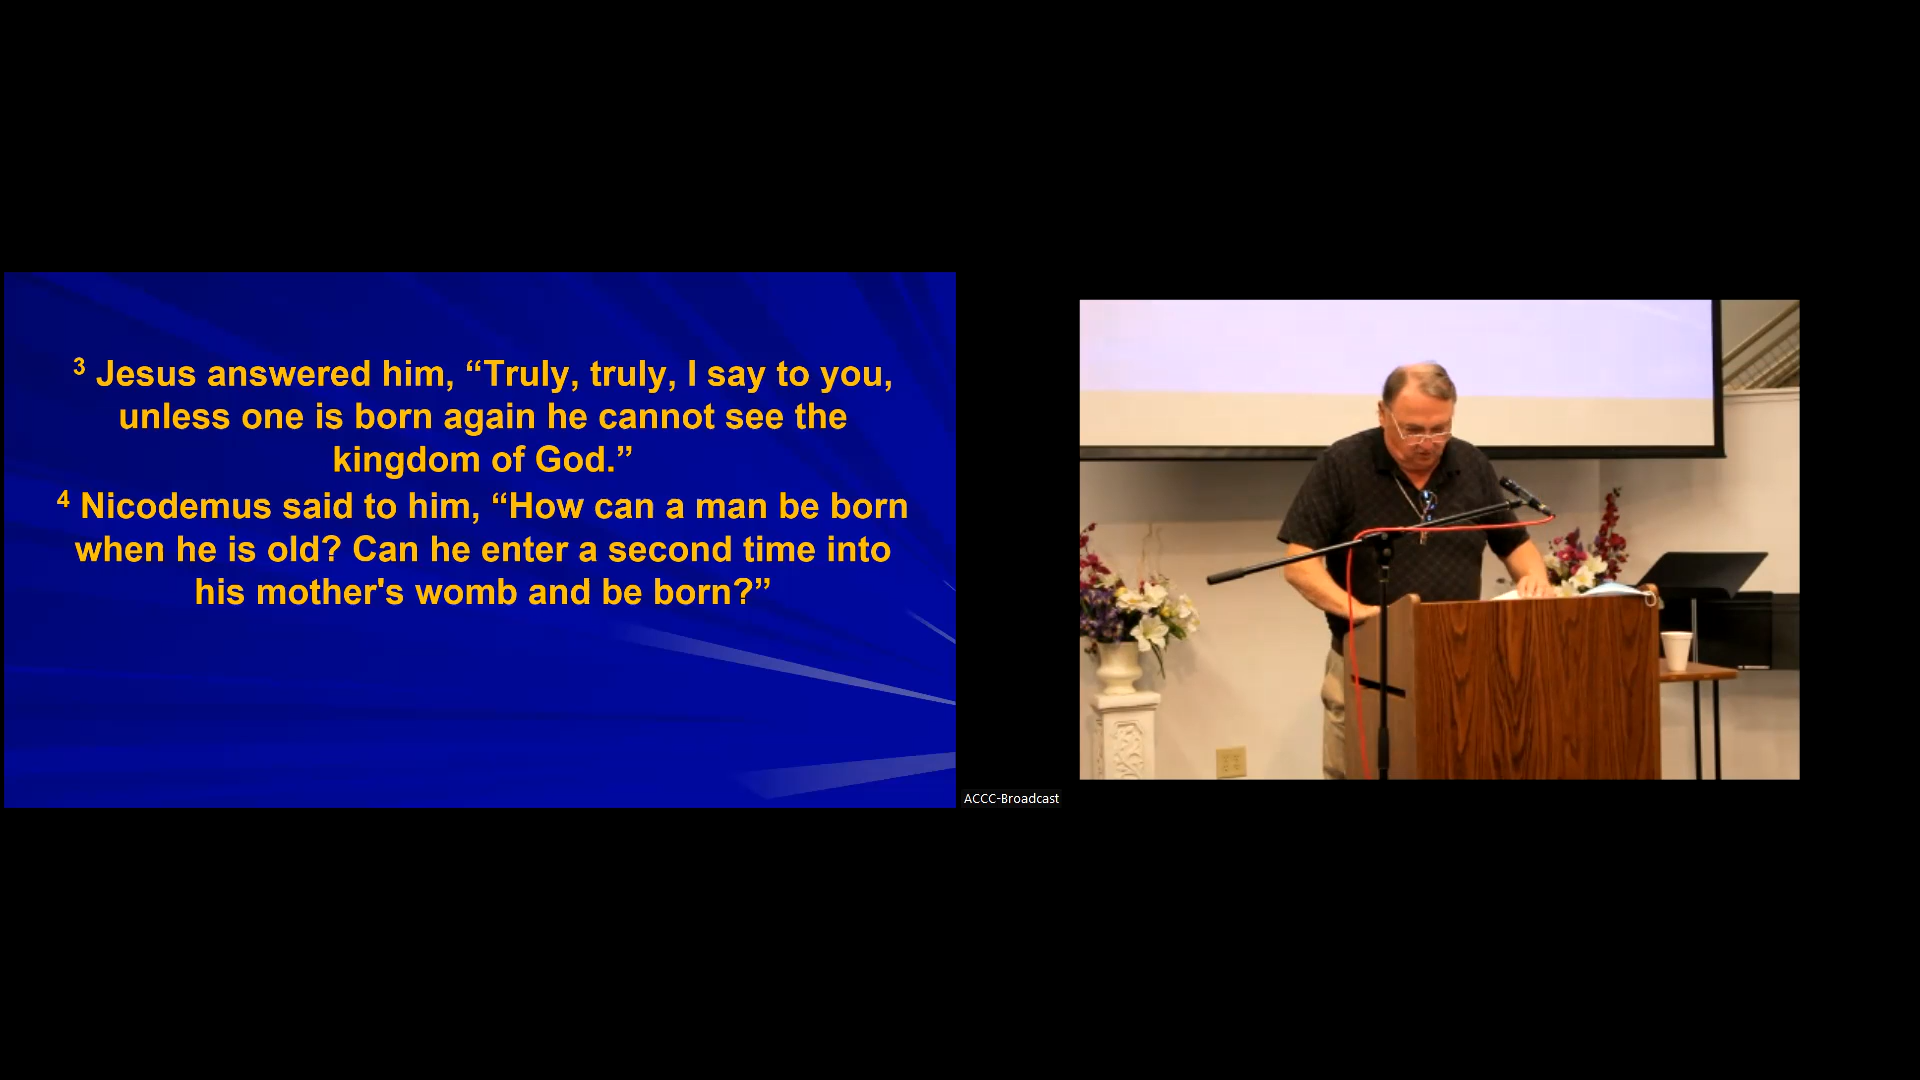 3 Jesus answered him, “Truly, truly, I say to you,
unless one is born again he cannot see the
kingdom of God.”
4 Nicodemus said to him, “How can a man be born
when he is old? Can he enter a second time into
his mother's womb and be born?”
ACCC-Broadcast